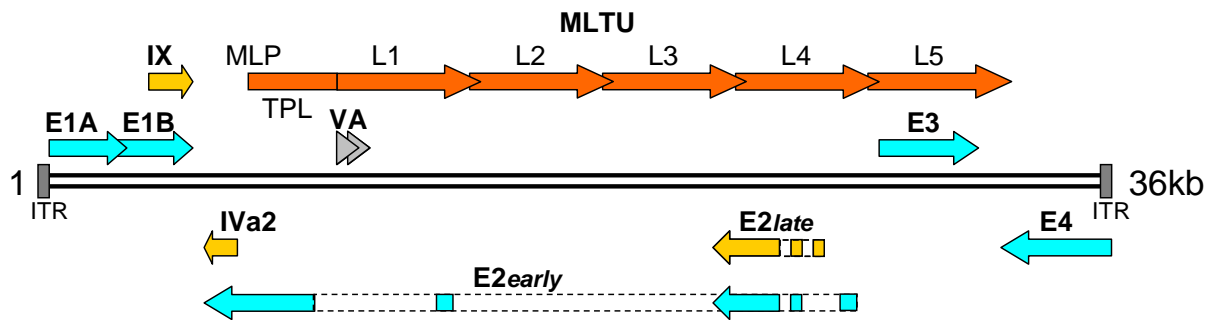 MLTU
IX MLP L1 L2 L3 L4 L5
TPL
E1A E1B VA E3
1 36kb
ITR ITR
IVa2 E2late E4
E2early